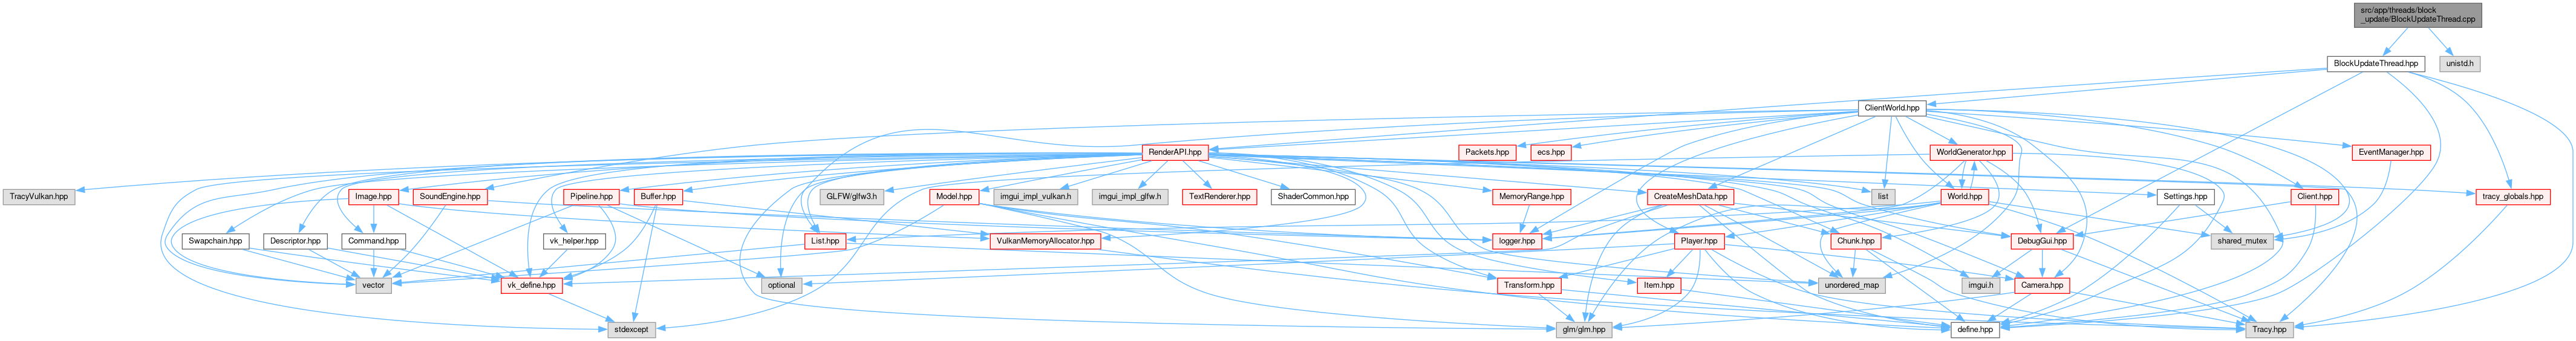 src/app/threads/block
_update/BlockUpdateThread.cpp
BlockUpdateThread.hpp
unistd.h
ClientWorld.hpp
RenderAPI.hpp
Packets.hpp
ecs.hpp
WorldGenerator.hpp
EventManager.hpp
TracyVulkan.hpp
Image.hpp
SoundEngine.hpp
Pipeline.hpp
Buffer.hpp
GLFW/glfw3.h
Model.hpp
imgui_impl_vulkan.h
imgui_impl_glfw.h
TextRenderer.hpp
ShaderCommon.hpp
MemoryRange.hpp
CreateMeshData.hpp
list
World.hpp
Settings.hpp
Client.hpp
tracy_globals.hpp
Swapchain.hpp
Descriptor.hpp
Command.hpp
vk_helper.hpp
List.hpp
VulkanMemoryAllocator.hpp
logger.hpp
Player.hpp
Chunk.hpp
DebugGui.hpp
shared_mutex
vector
vk_define.hpp
optional
Transform.hpp
Item.hpp
unordered_map
imgui.h
Camera.hpp
stdexcept
glm/glm.hpp
define.hpp
Tracy.hpp